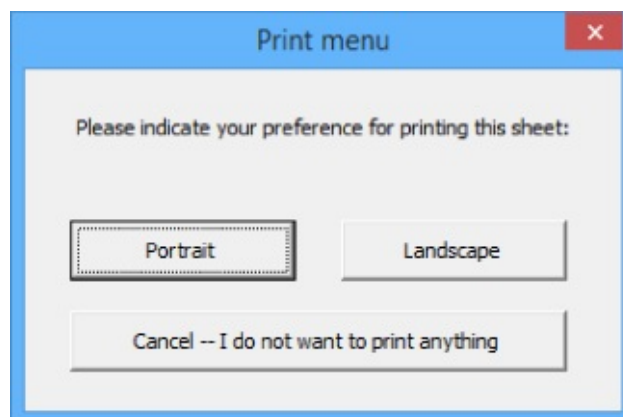 Print menu
Please indicate your preference for printing this sheet:
Portrait
Landscape
Cancel -- I do not want to print anything